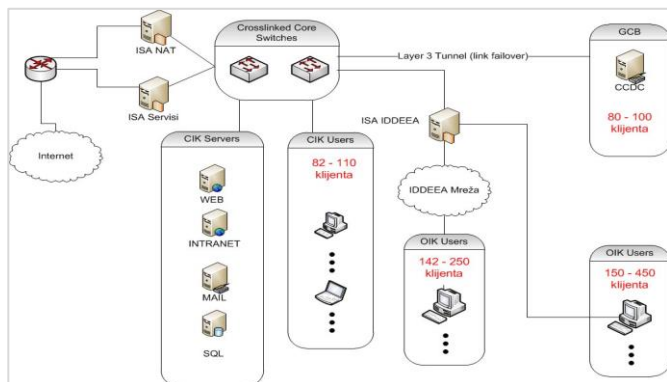 Crosslinked Core
Switches
ISA NAT
ISA Servisi
Internet
Layer 3 Tunnel (link failover)
GCB
CCDC
80 - 100
klijenta
ISA IDDEEA
IDDEEA Mreža
CIK Servers
WEB
INTRANET
MAIL
SQL
CIK Users
82 - 110
klijenta
OIK Users
142 - 250
klijenta
OIK Users
150 - 450
klijenta